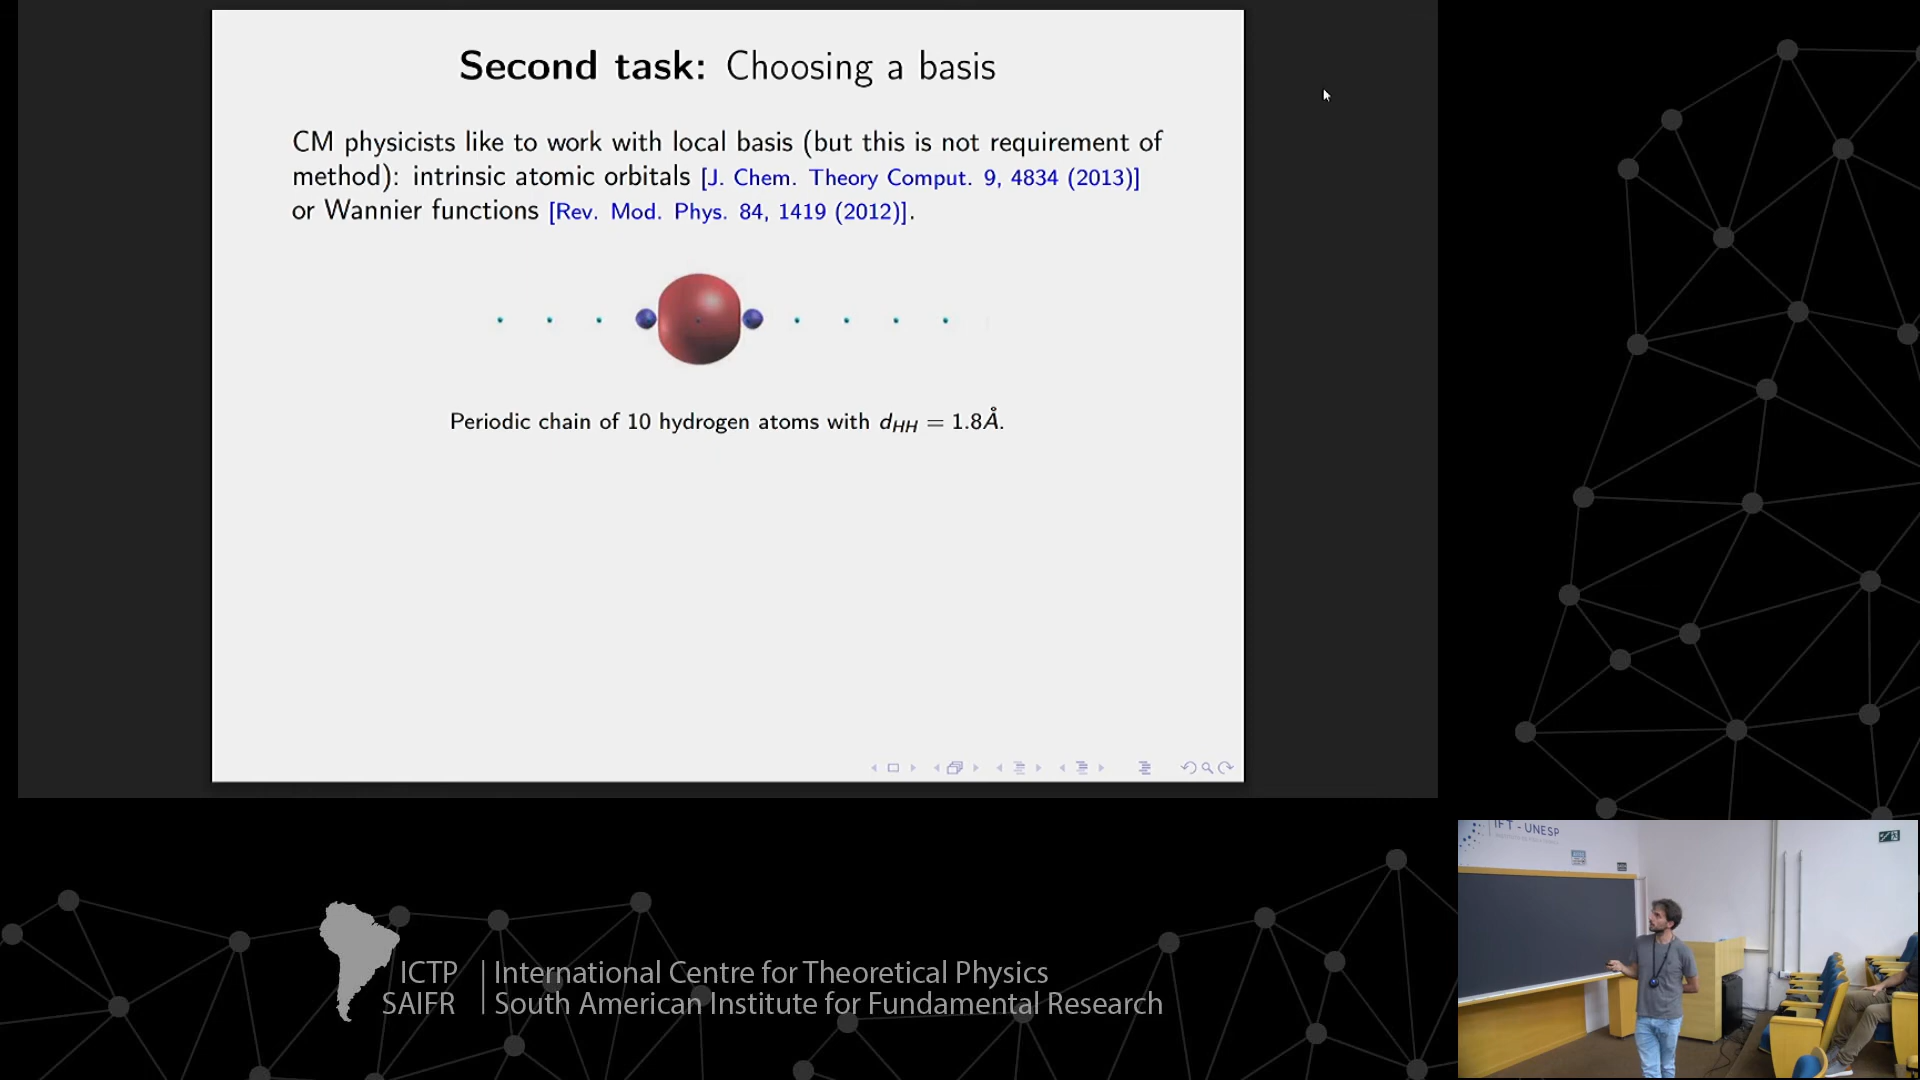 Second task: Choosing a basis
CM physicists like to work with local basis (but this is not requirement of
method): intrinsic atomic orbitals [J. Chem. Theory Comput. 9, 4834 (2013)]
or Wannier functions [Rev. Mod. Phys. 84, 1419 (2012)].
Periodic chain of 10 hydrogen atoms with dHH = 1.8Å.
IFT - UNESP
ICTP
SAIFR
International Centre for Theoretical Physics
South American Institute for Fundamental Research